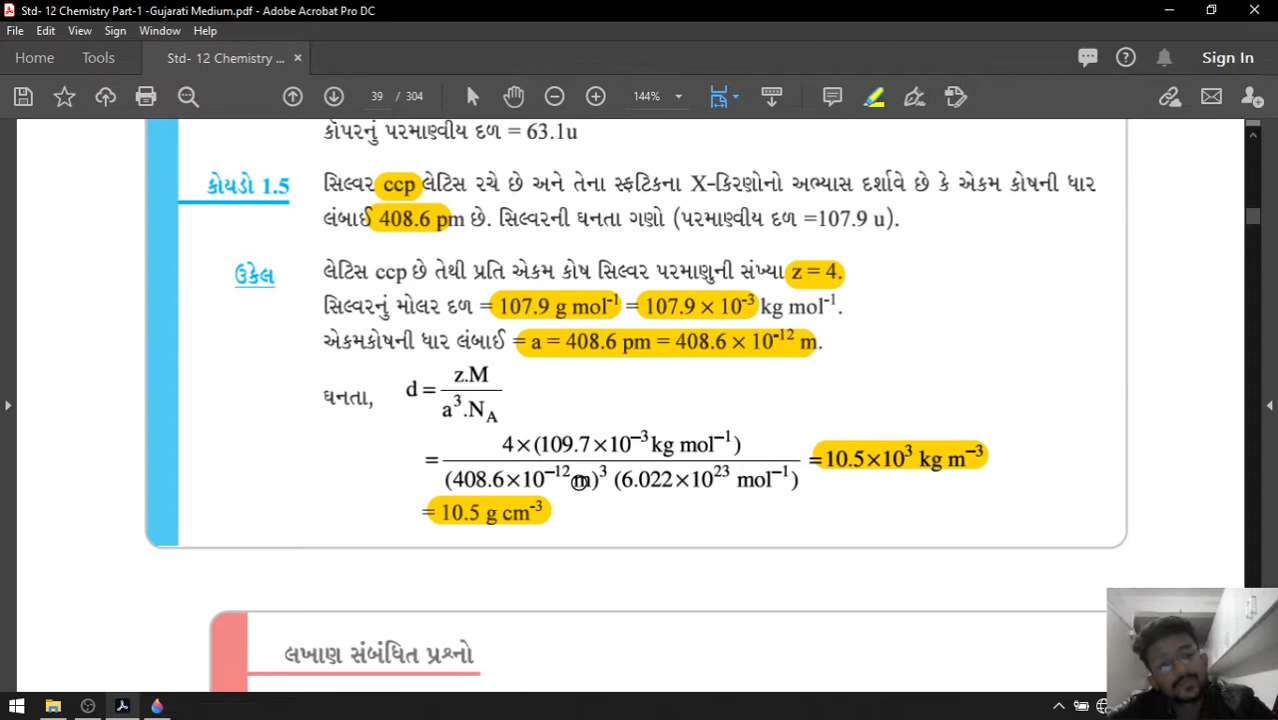 Std- 12 Chemistry Part-1 -Gujarati Medium.pdf - Adobe Acrobat Pro DC
File Edit View Sign Window Help
Home Tools Std- 12 Chemistry ... × Sign In
39 / 304 144%
કૉપરનું પરમાણ્વીય દળ = 63.1u
કોયડો 1.5 સિલ્વર ccp લેટિસ રચે છે અને તેના સ્ફટિકના X-કિરણોનો અભ્યાસ દર્શાવે છે કે એકમ કોષની ધાર
લંબાઈ 408.6 pm છે. સિલ્વરની ઘનતા ગણો (પરમાણ્વીય દળ =107.9 u).
ઉકેલ લેટિસ ccp છે તેથી પ્રતિ એકમ કોષ સિલ્વર પરમાણુની સંખ્યા z = 4.
સિલ્વરનું મોલર દળ = 107.9 g mol⁻¹ = 107.9 × 10⁻³ kg mol⁻¹.
એકમકોષની ધાર લંબાઈ = a = 408.6 pm = 408.6 × 10⁻¹² m.
ઘનતા, d = z.M / a³.N_A
= 4×(109.7×10⁻³kg mol⁻¹) / (408.6×10⁻¹²m)³ (6.022×10²³ mol⁻¹) = 10.5×10³ kg m⁻³
= 10.5 g cm⁻³
લખાણ સંબંધિત પ્રશ્નો